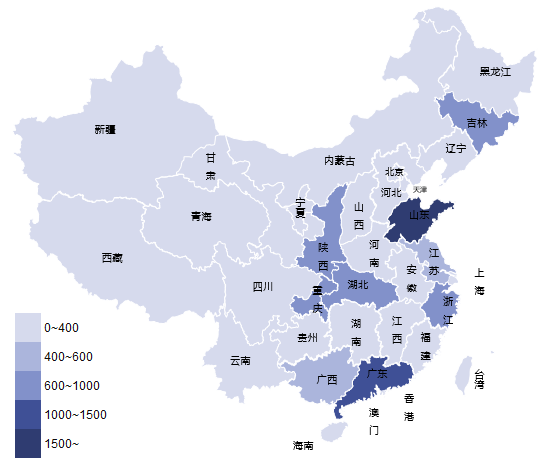 黑龙江
吉林
新疆
辽宁
甘肃
内蒙古
北京
天津
河北
宁夏
山西
山东
青海
河南
陕西
江苏
西藏
安徽
上海
四川
重庆
湖北
浙江
湖南
江西
贵州
福建
云南
广西
广东
台湾
香港
澳门
海南
0~400
400~600
600~1000
1000~1500
1500~